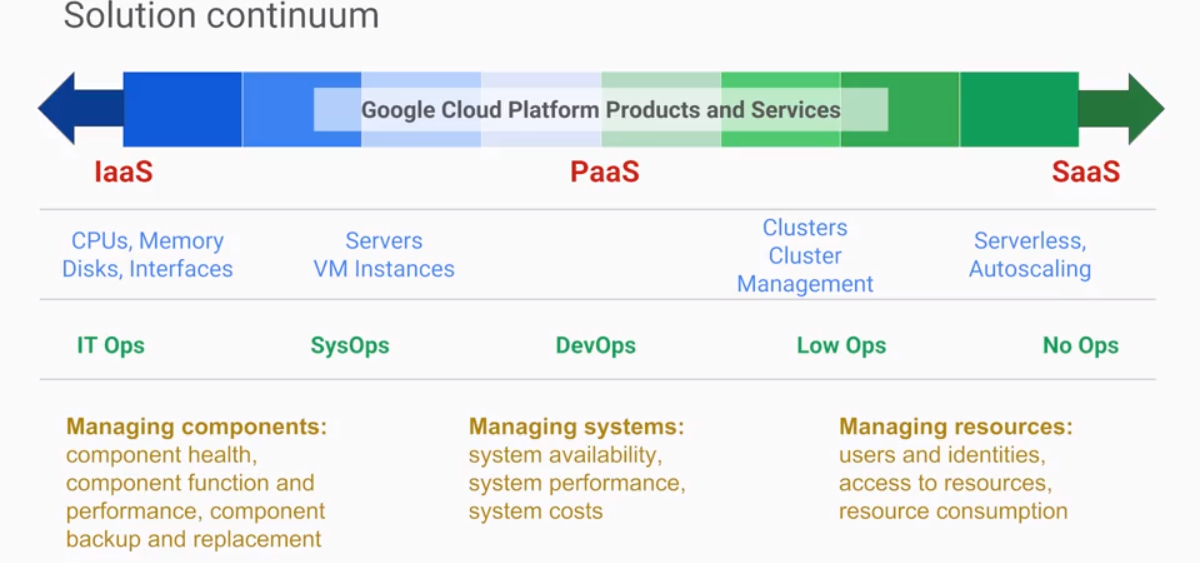 Solution continuum
Google Cloud Platform Products and Services
IaaS
PaaS
SaaS
CPUs, Memory
Disks, Interfaces
Servers
VM Instances
Clusters
Cluster
Management
Serverless,
Autoscaling
IT Ops
SysOps
DevOps
Low Ops
No Ops
Managing components:
component health,
component function and
performance, component
backup and replacement
Managing systems:
system availability,
system performance,
system costs
Managing resources:
users and identities,
access to resources,
resource consumption